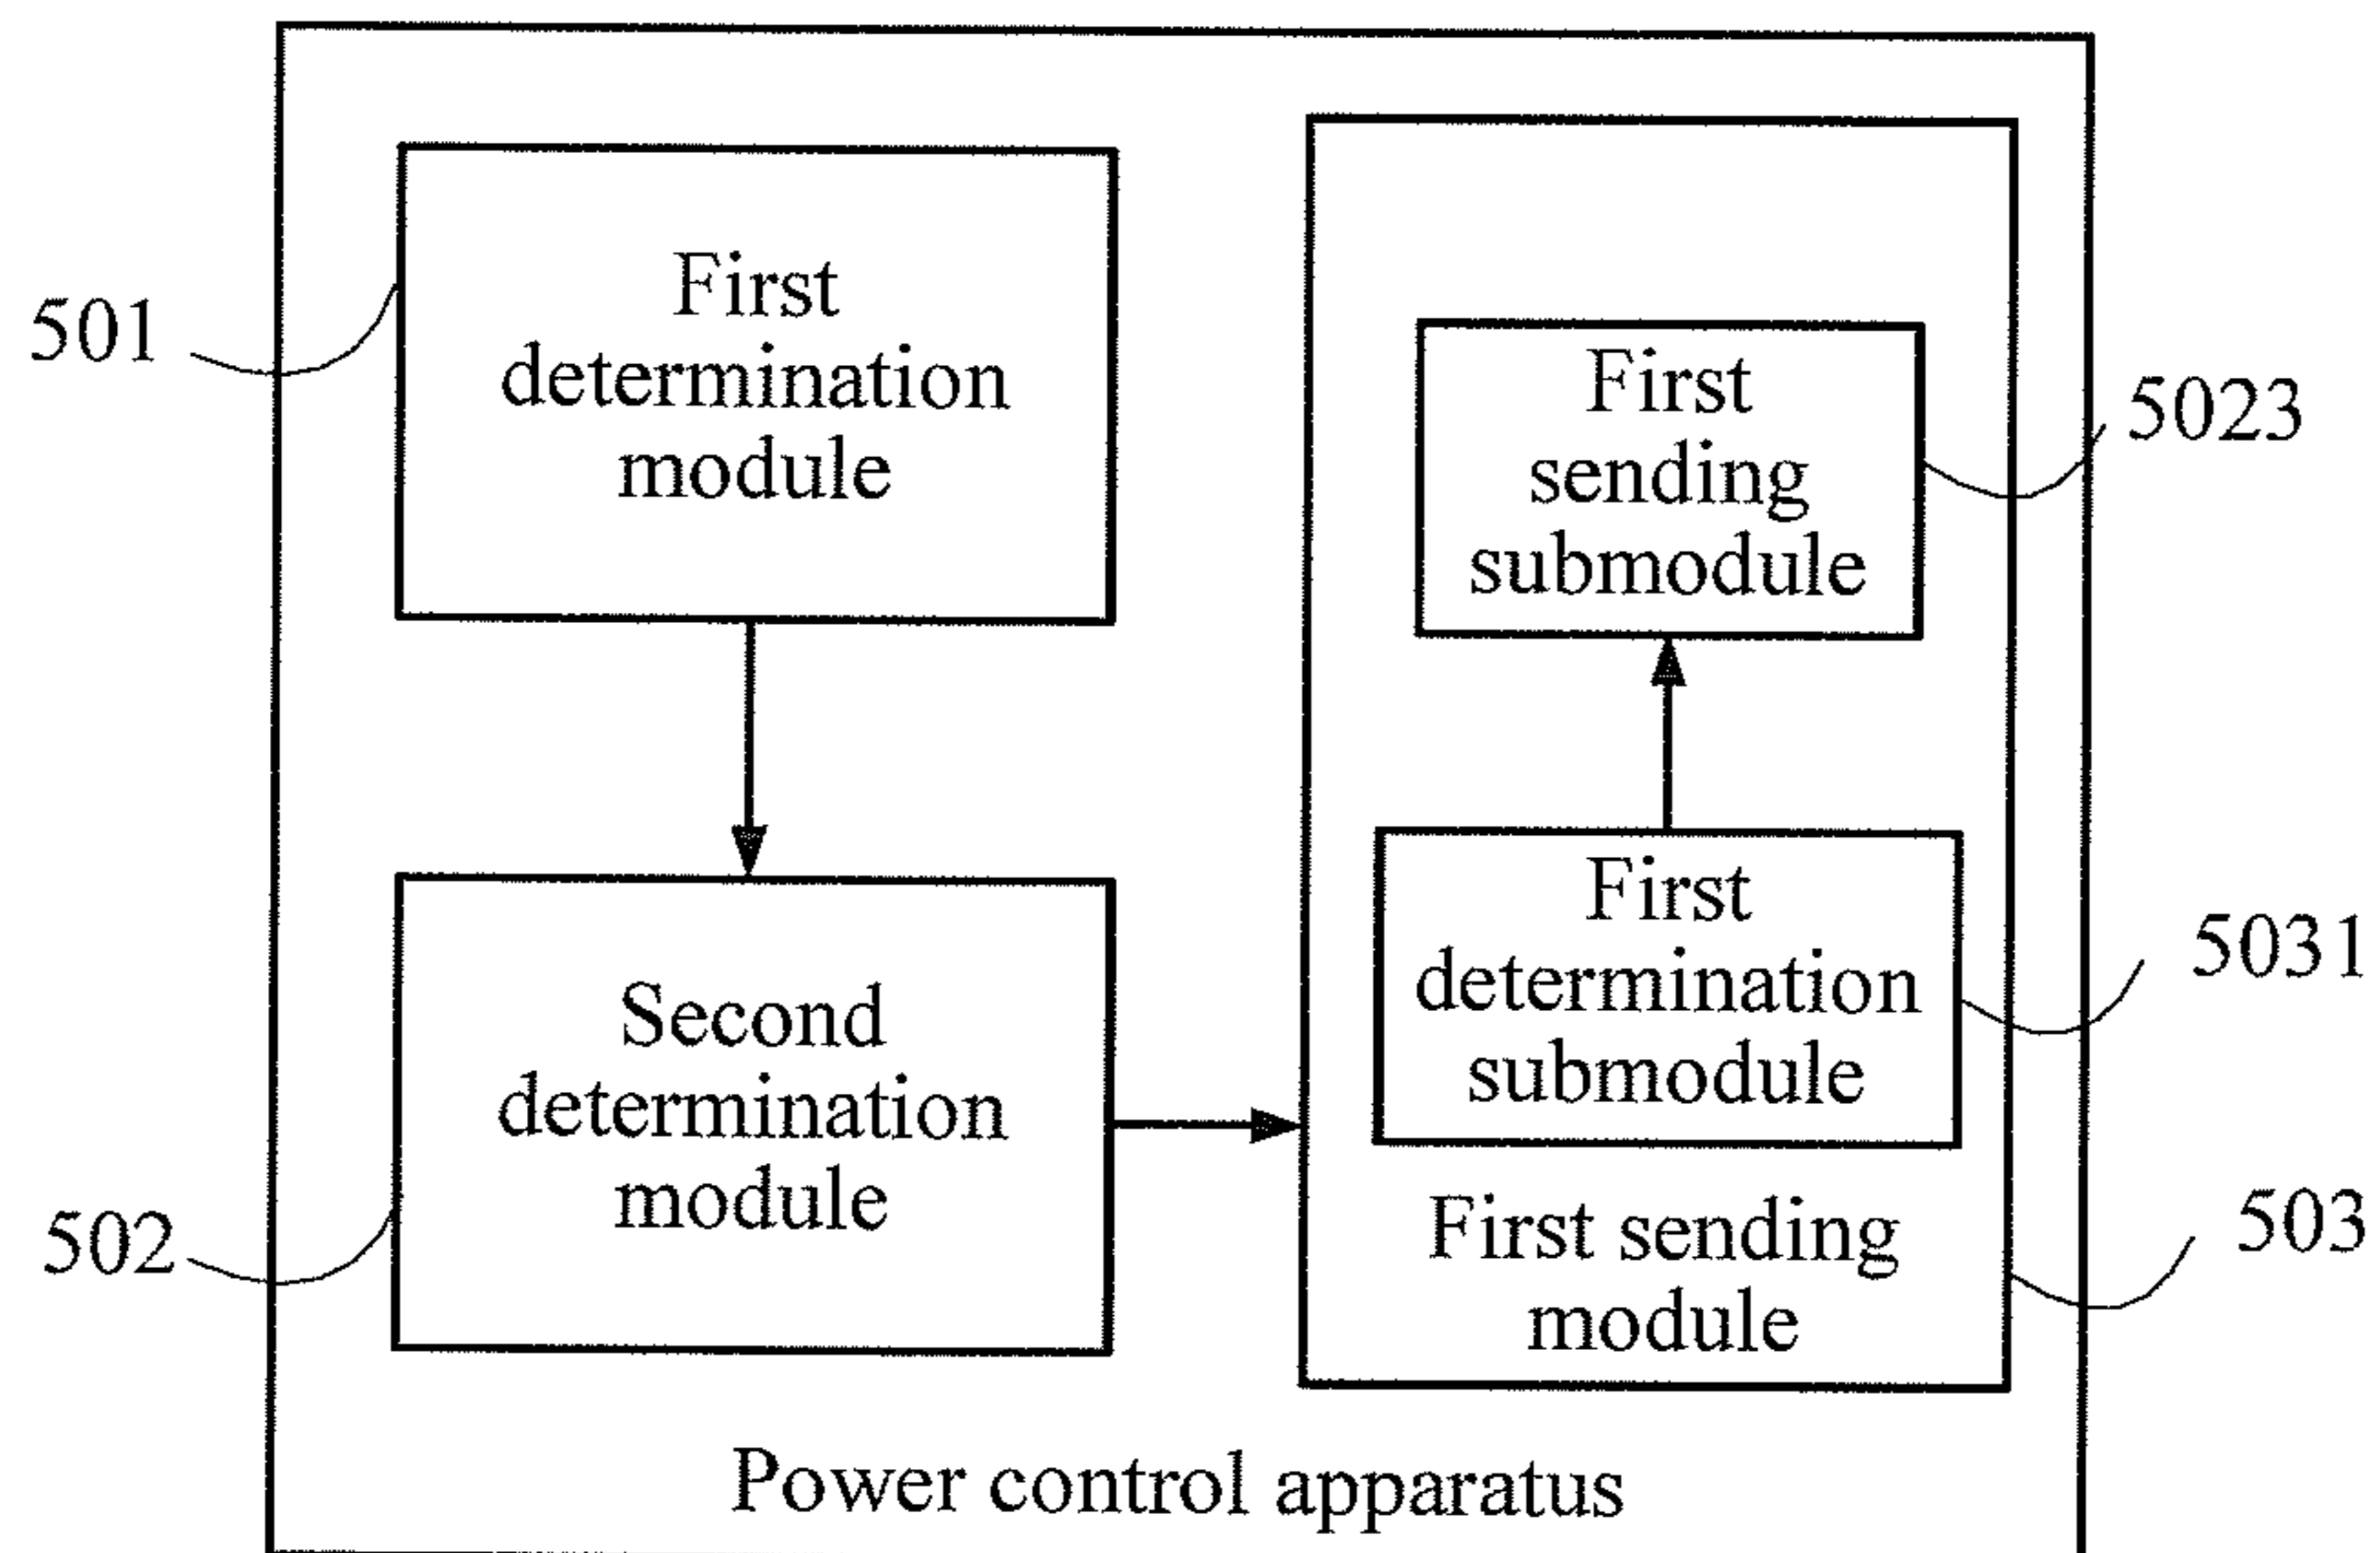 501
First
determination
module
502
Second
determination
module
First
sending
submodule
5023
First
determination
submodule
5031
First sending
module
503
Power control apparatus